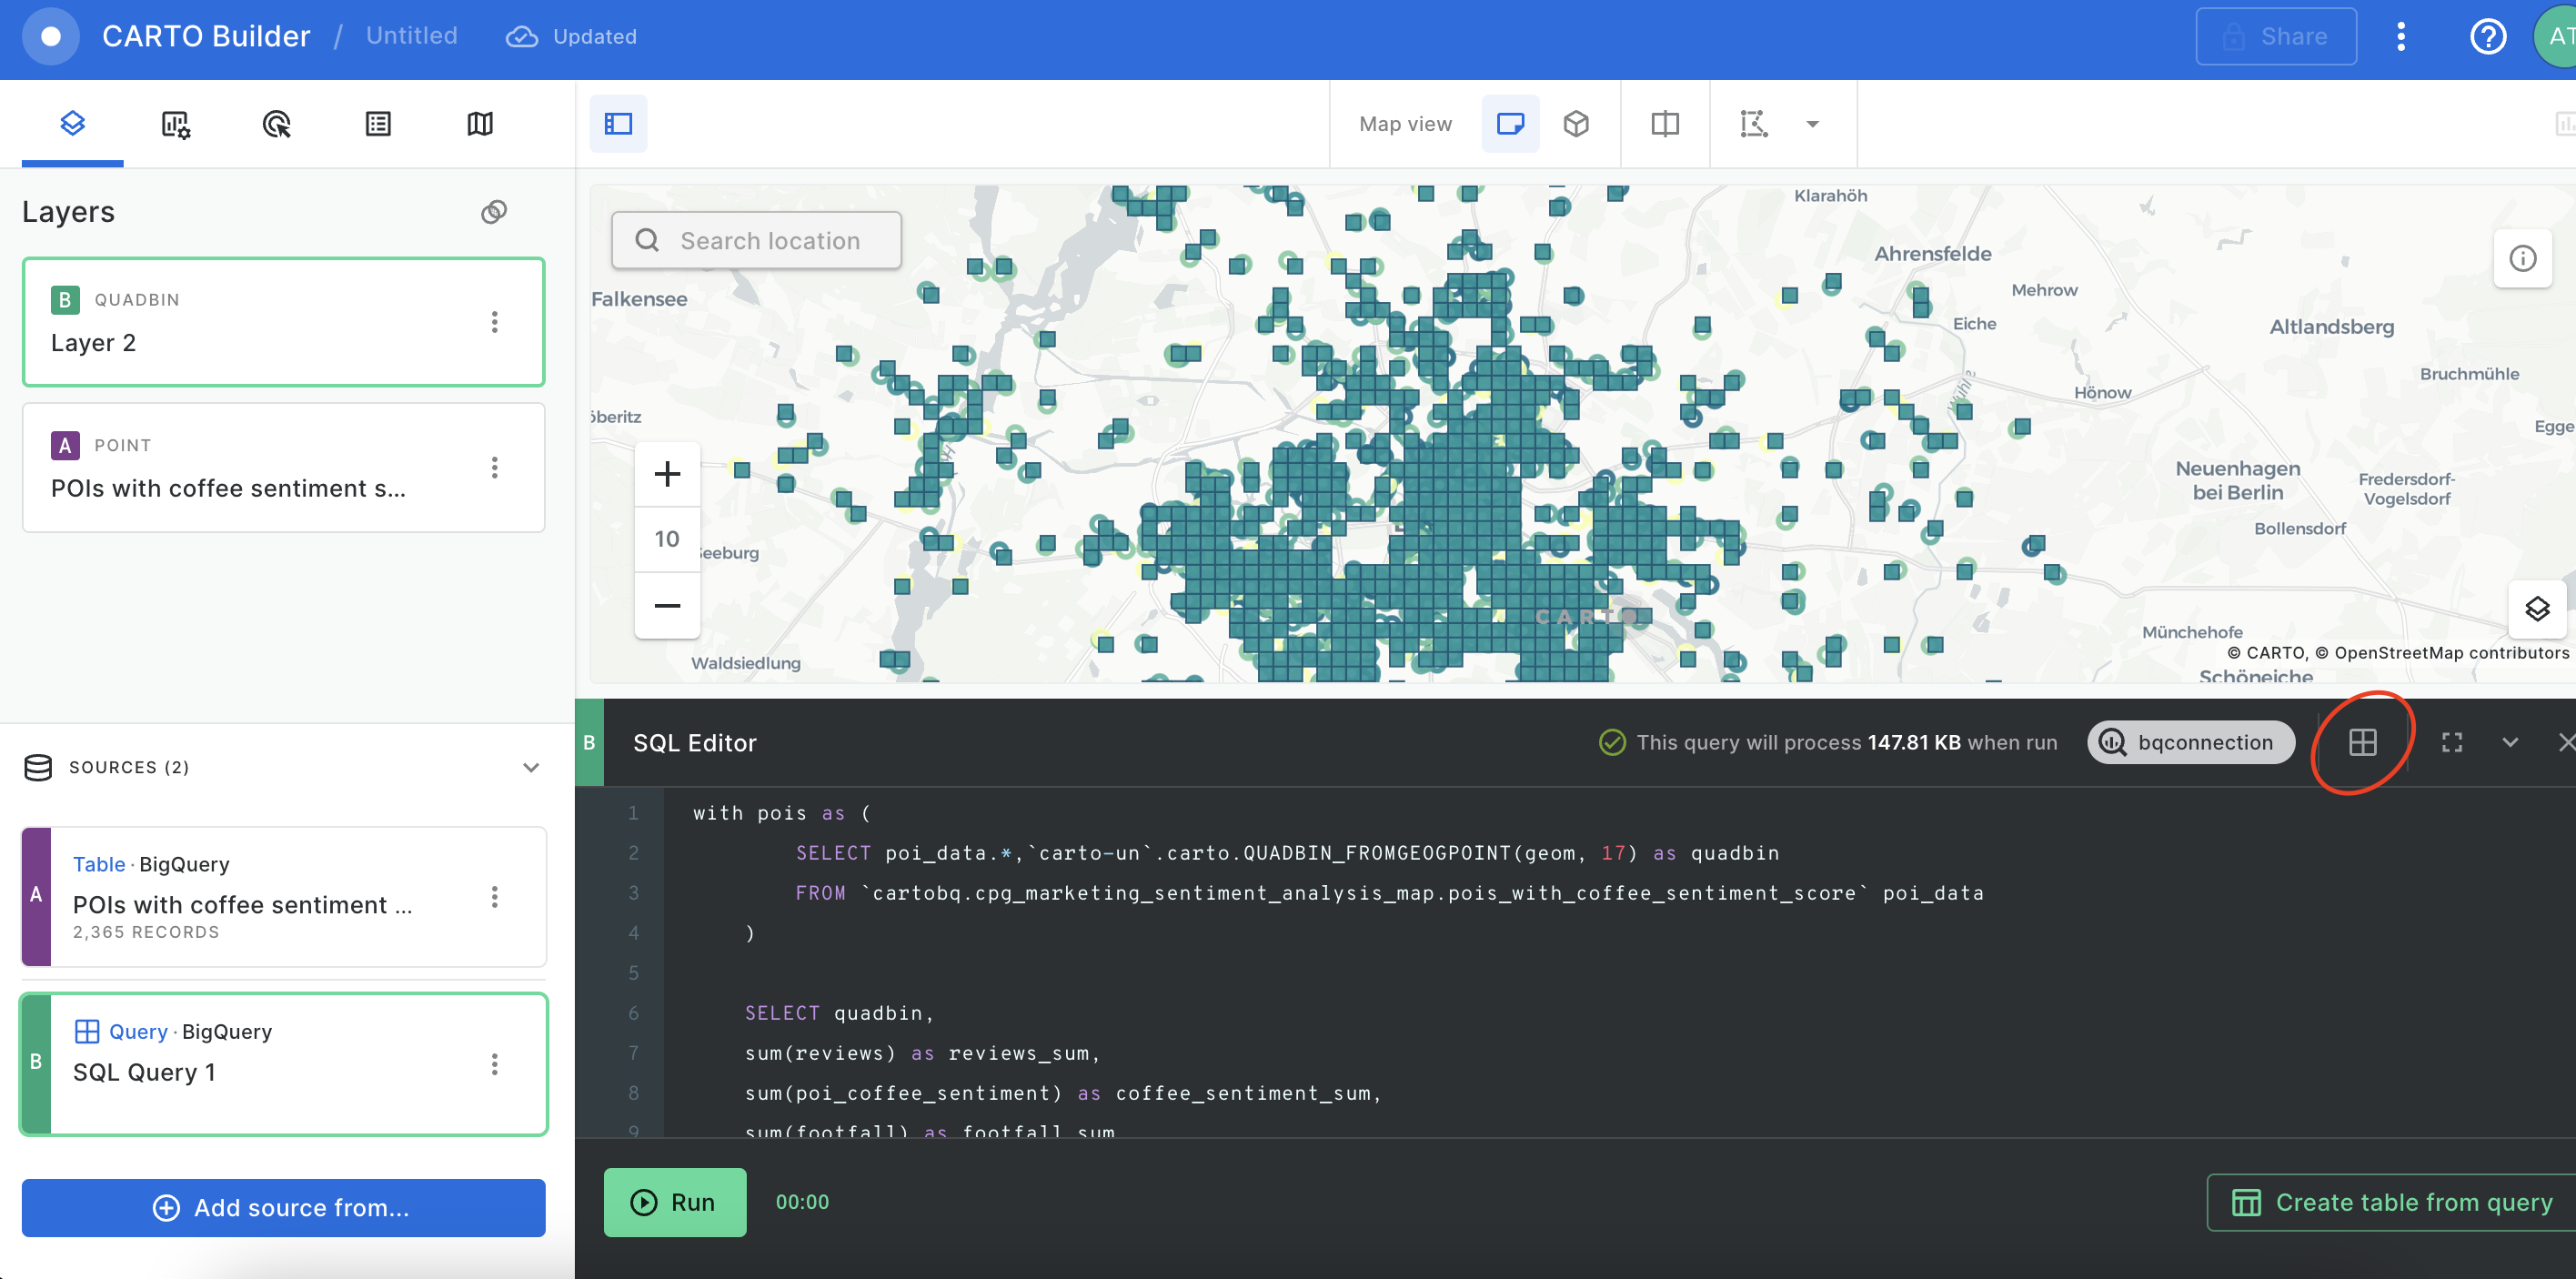 CARTO Builder / Untitled Updated Share ? AT
Map view
Layers
B QUADBIN
Layer 2
A POINT
POIs with coffee sentiment s...
SOURCES (2)
A
Table · BigQuery
POIs with coffee sentiment ...
2,365 RECORDS
B
Query · BigQuery
SQL Query 1
Add source from...
Search location
+
10
−
Falkensee
öberitz
Seeburg
Waldsiedlung
Klarahöh
Ahrensfelde
Mehrow
Eiche
Altlandsberg
Bruchmühle
Hönow
Wuhle
Egge
Neuenhagen
bei Berlin
Fredersdorf-
Vogelsdorf
Bollensdorf
CARTO
Münchehofe
© CARTO, © OpenStreetMap contributors
Schöneiche
B SQL Editor This query will process 147.81 KB when run bqconnection
1 with pois as (
2 SELECT poi_data.*,`carto-un`.carto.QUADBIN_FROMGEOGPOINT(geom, 17) as quadbin
3 FROM `cartobq.cpg_marketing_sentiment_analysis_map.pois_with_coffee_sentiment_score` poi_data
4 )
5
6 SELECT quadbin,
7 sum(reviews) as reviews_sum,
8 sum(poi_coffee_sentiment) as coffee_sentiment_sum,
9 sum(footfall) as footfall_sum
Run 00:00 Create table from query